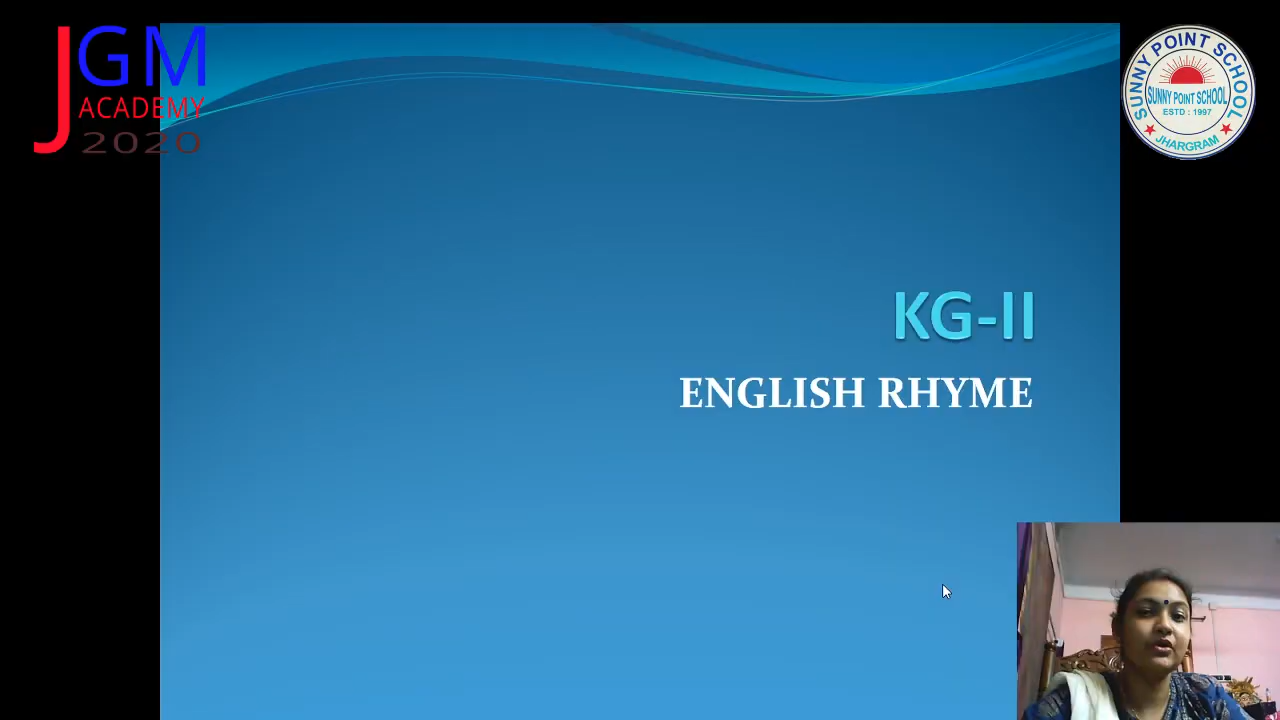 JGM
ACADEMY
2020
SUNNY POINT SCHOOL
SUNNY POINT SCHOOL
ESTD : 1997
JHARGRAM
KG-II
ENGLISH RHYME